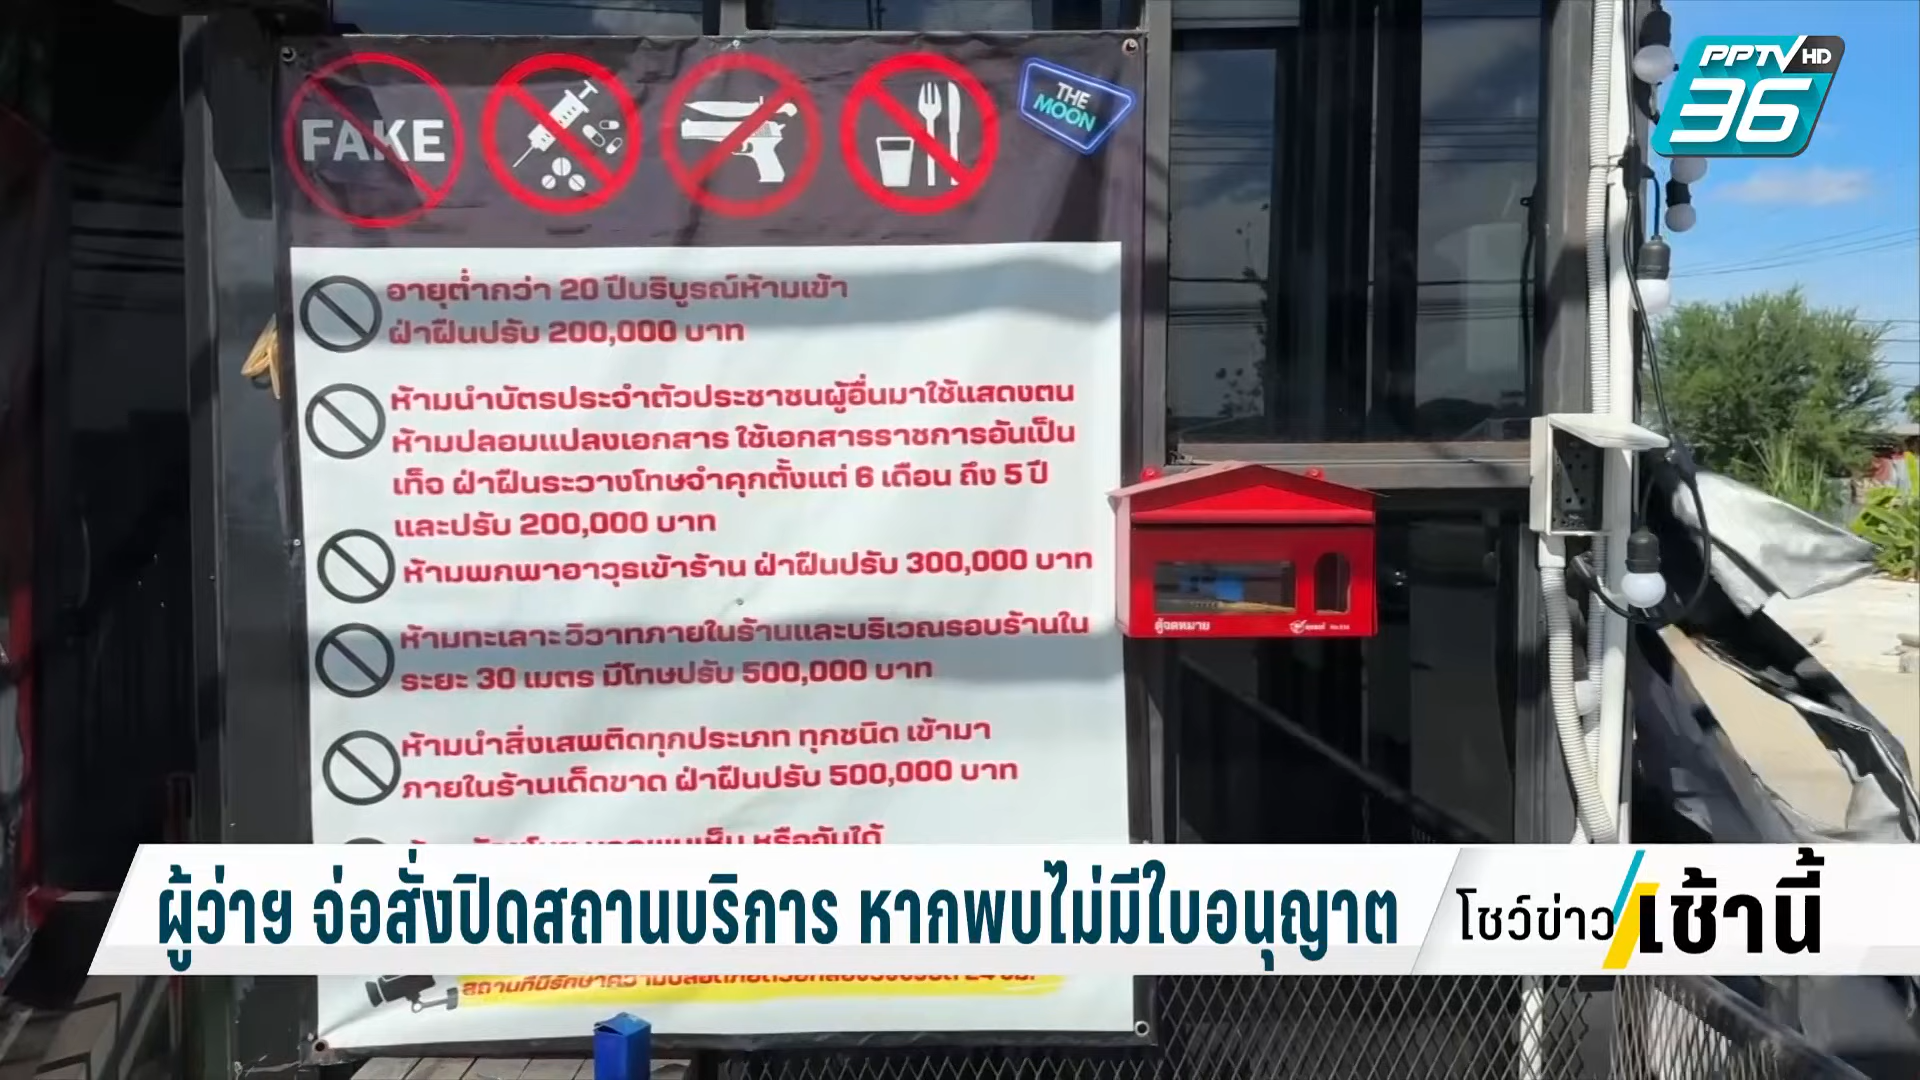 PPTV HD
36
FAKE
THE
MOON
อายุต่ำกว่า 20 ปีบริบูรณ์ห้ามเข้า
ฝ่าฝืนปรับ 200,000 บาท
ห้ามนำบัตรประจำตัวประชาชนผู้อื่นมาใช้แสดงตน
ห้ามปลอมแปลงเอกสาร ใช้เอกสารราชการอันเป็น
เท็จ ฝ่าฝืนระวางโทษจำคุกตั้งแต่ 6 เดือน ถึง 5 ปี
และปรับ 200,000 บาท
ห้ามพกพาอาวุธเข้าร้าน ฝ่าฝืนปรับ 300,000 บาท
ห้ามทะเลาะวิวาทภายในร้านและบริเวณรอบร้านใน
ระยะ 30 เมตร มีโทษปรับ 500,000 บาท
ห้ามนำสิ่งเสพติดทุกประเภท ทุกชนิด เข้ามา
ภายในร้านเด็ดขาด ฝ่าฝืนปรับ 500,000 บาท
หรือจับได้
ตู้จดหมาย
ผู้ว่าฯ จ่อสั่งปิดสถานบริการ หากพบไม่มีใบอนุญาต
โชว์ข่าวเช้านี้